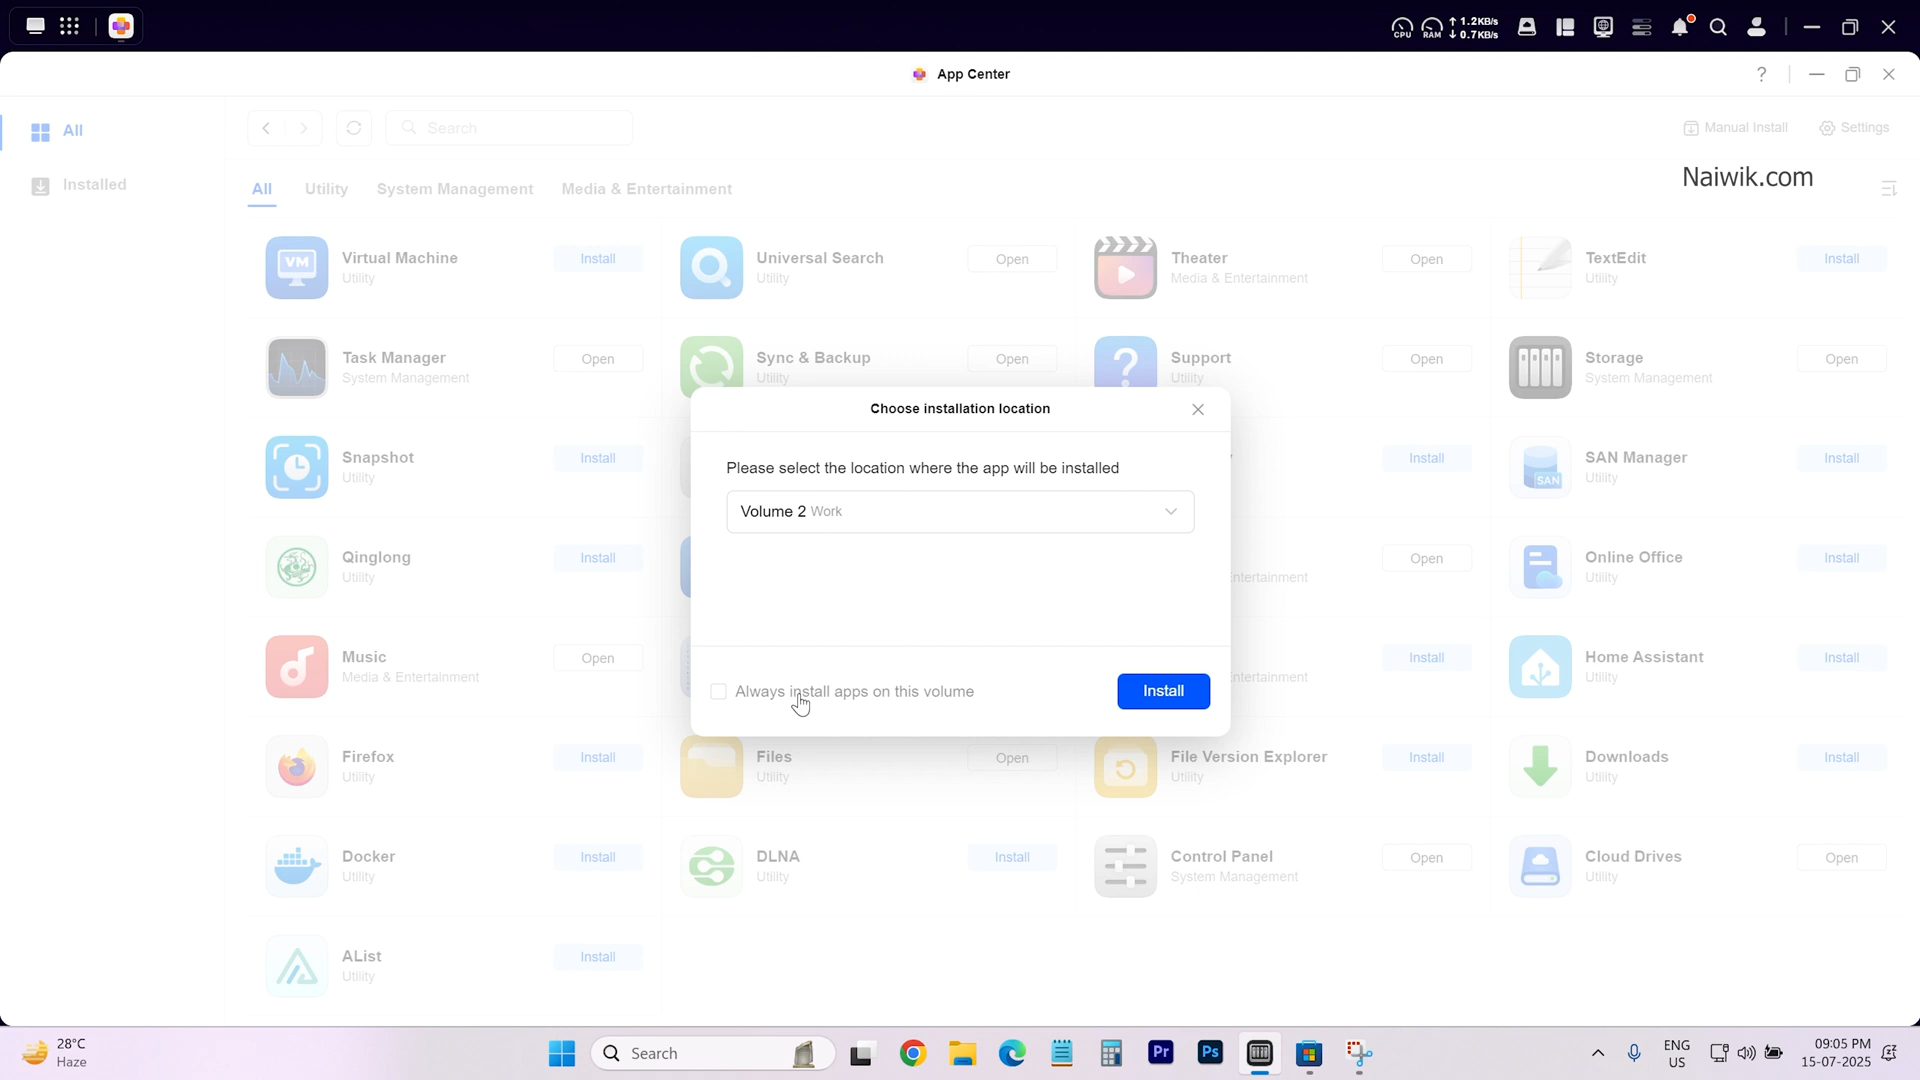 CPU RAM 1.2KB/s 0.7KB/s
App Center
All
Installed
Search
Manual Install Settings
Naiwik.com
All Utility System Management Media & Entertainment
VM Virtual Machine Install
Utility
Universal Search Open
Utility
Theater Open
Media & Entertainment
TextEdit Install
Utility
Task Manager Open
System Management
Sync & Backup Open
Utility
Support Open
Utility
Storage Open
System Management
Choose installation location
Please select the location where the app will be installed
Volume 2 Work
Always install apps on this volume Install
Snapshot Install
Utility
Install
SAN SAN Manager Install
Utility
Qinglong Install
Utility
Open
ntertainment
Online Office Install
Utility
Music Open
Media & Entertainment
Install
ntertainment
Home Assistant Install
Utility
Firefox Install
Utility
Files Open
Utility
File Version Explorer Install
Utility
Downloads Install
Utility
Docker Install
Utility
DLNA Install
Utility
Control Panel Open
System Management
Cloud Drives Open
Utility
AList Install
Utility
28°C
Haze
Search
Pr
Ps
ENG
US
09:05 PM
15-07-2025